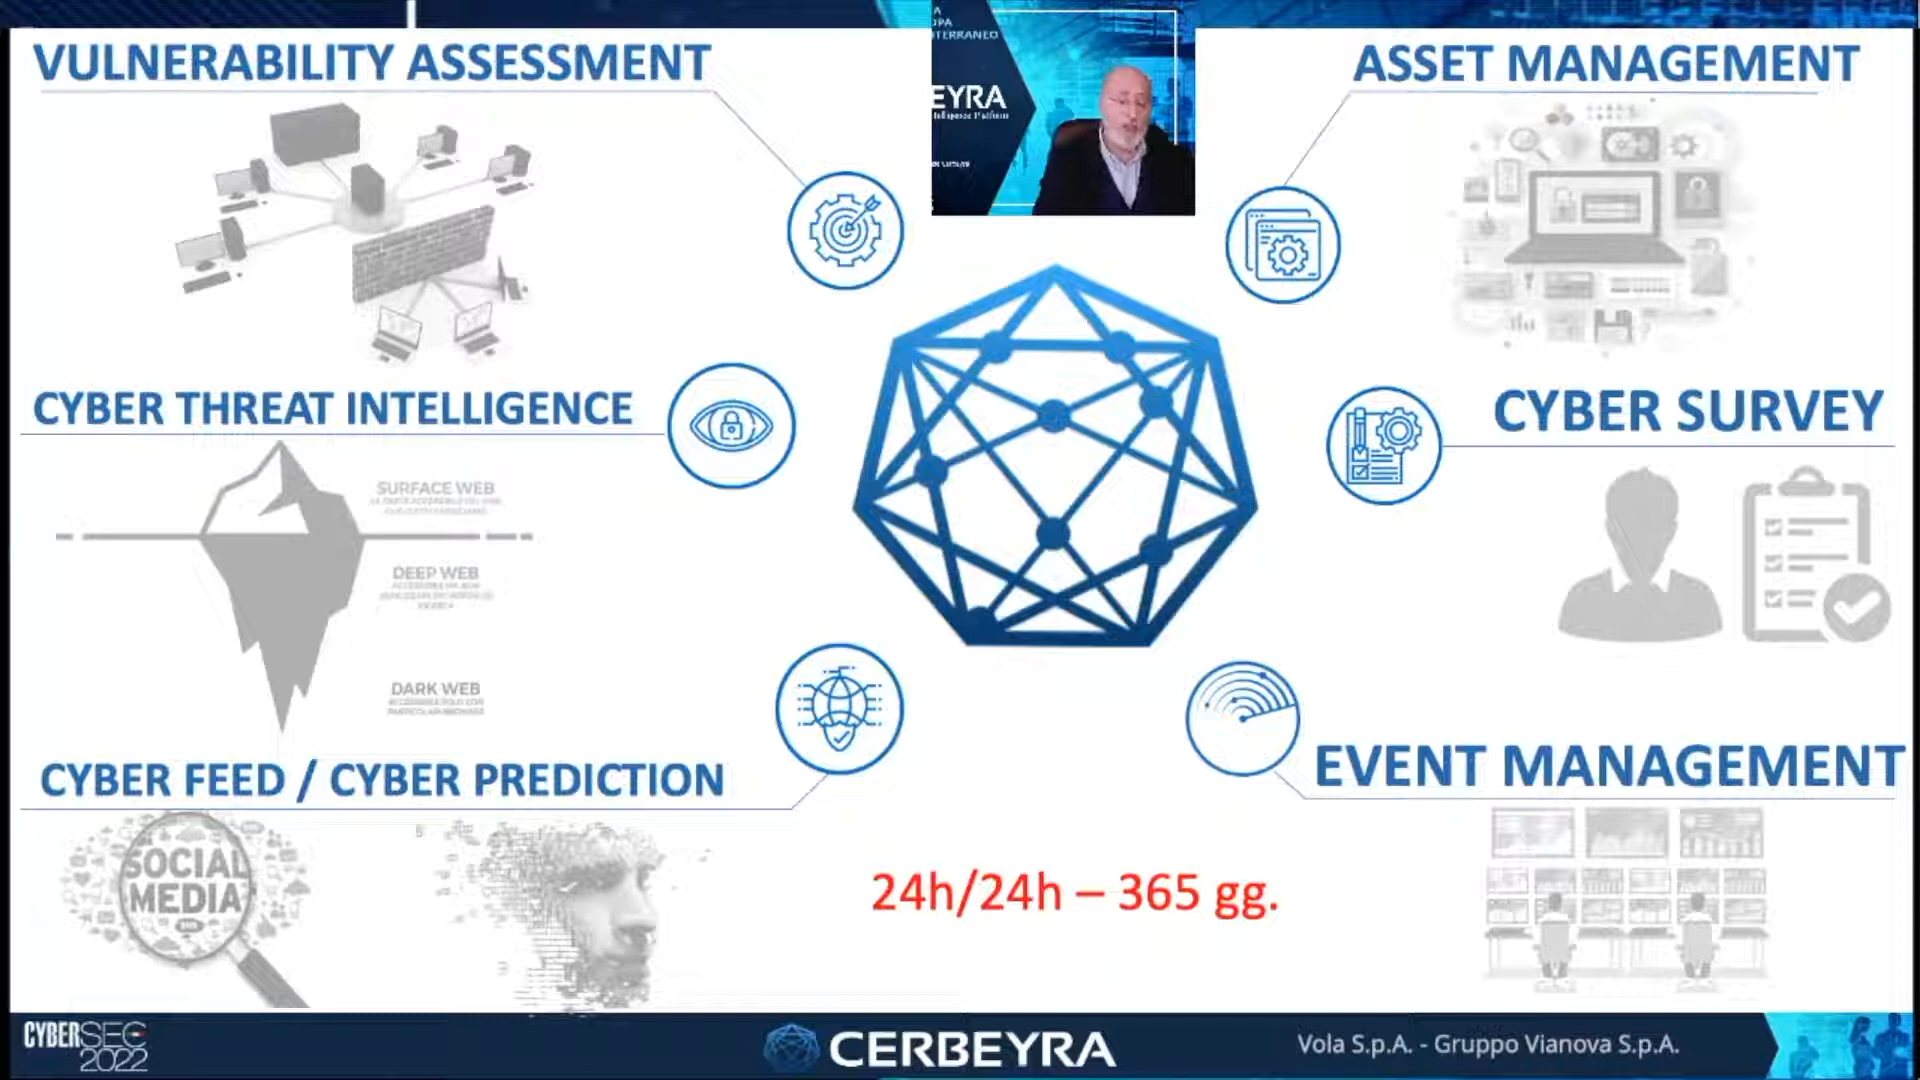 VULNERABILITY ASSESSMENT
EYRA
ASSET MANAGEMENT
CYBER THREAT INTELLIGENCE
CYBER SURVEY
SURFACE WEB
DEEP WEB
DARK WEB
CYBER FEED / CYBER PREDICTION
EVENT MANAGEMENT
SOCIAL
MEDIA
24h/24h – 365 gg.
CYBERSEC
2022
CERBEYRA
Vola S.p.A. - Gruppo Vianova S.p.A.